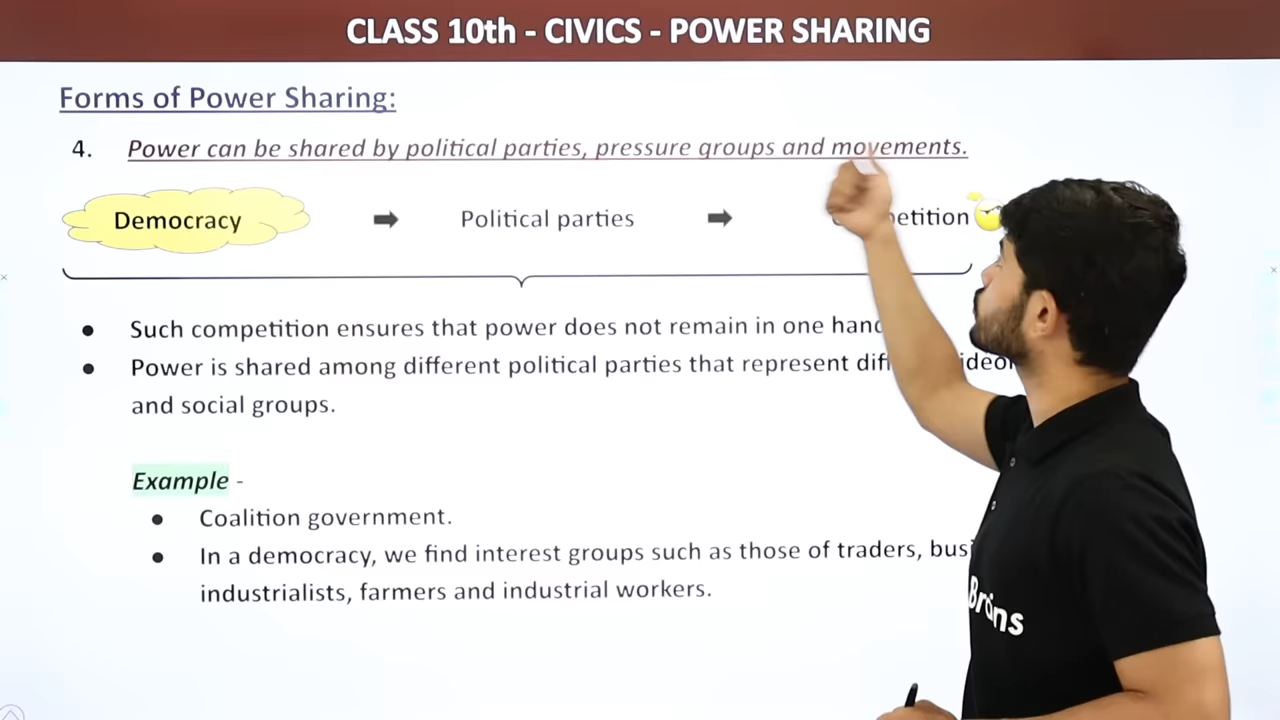 CLASS 10th - CIVICS - POWER SHARING
Forms of Power Sharing:
4. Power can be shared by political parties, pressure groups and movements.
Democracy ➡ Political parties ➡ petition
● Such competition ensures that power does not remain in one hand
● Power is shared among different political parties that represent
and social groups.
Example -
● Coalition government.
● In a democracy, we find interest groups such as those of traders,
industrialists, farmers and industrial workers.
Brains